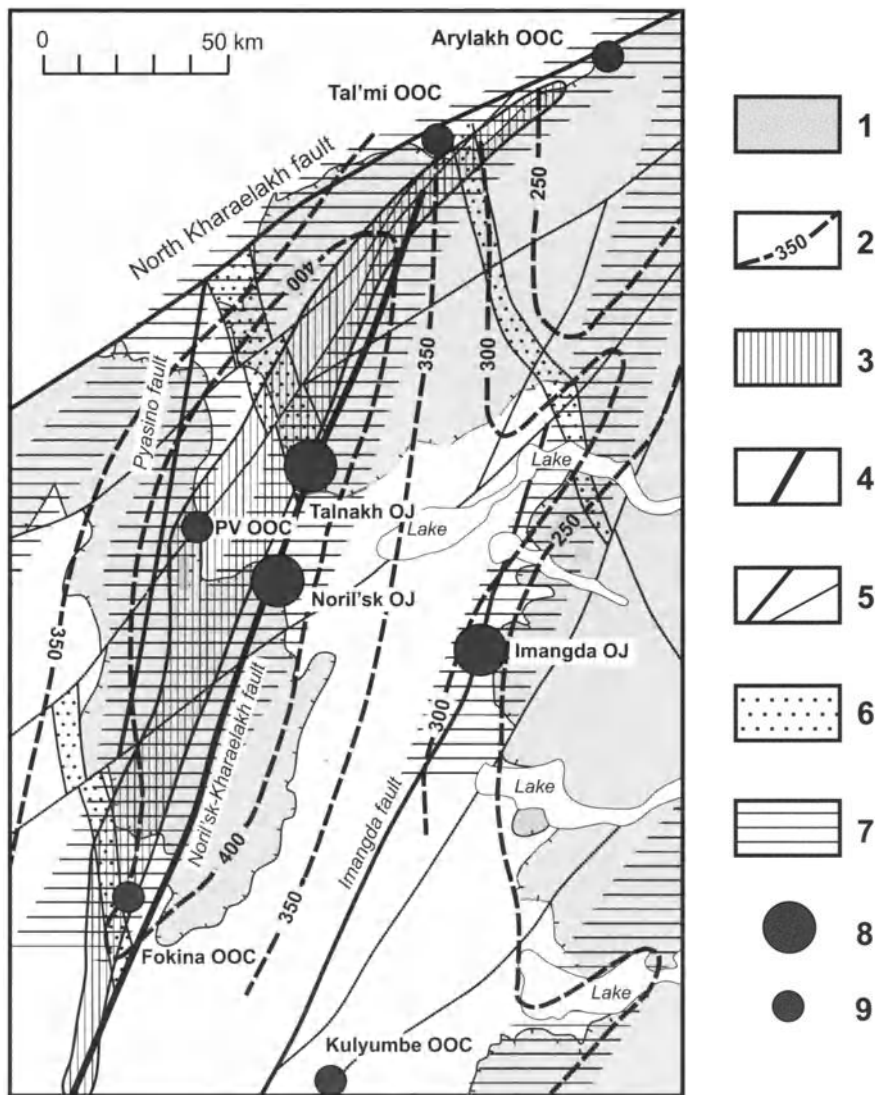 0 50 km
Arylakh OOC
Tal'mi OOC
North Kharaelakh fault
250
400
350
300
Pyasino fault
Lake
Talnakh OJ
PV OOC
Lake
250
Noril'sk OJ
350
Imangda OJ
300
Noril'sk-Kharaelakh fault
Lake
Imangda fault
400
350
Fokina OOC
Lake
Kulyumbe OOC
1
350
2
3
4
5
6
7
8
9